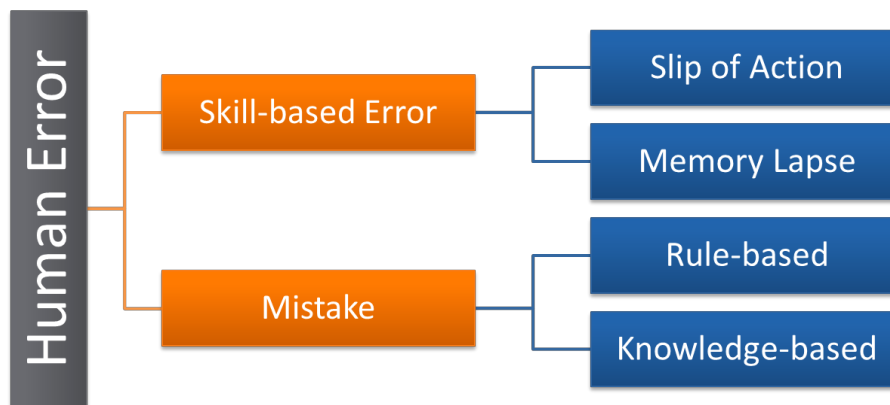 Human Error
Skill-based Error
Slip of Action
Memory Lapse
Mistake
Rule-based
Knowledge-based